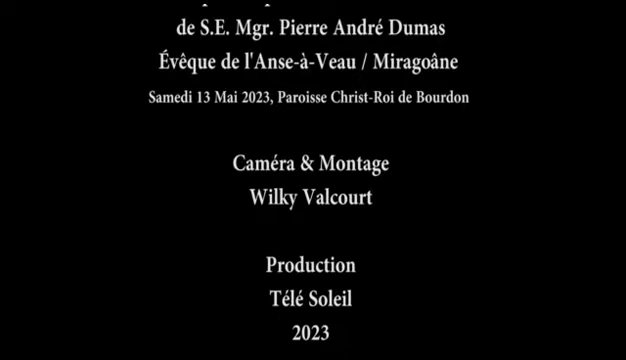 de S.E. Mgr. Pierre André Dumas
Évêque de l'Anse-à-Veau / Miragoâne
Samedi 13 Mai 2023, Paroisse Christ-Roi de Bourdon
Caméra & Montage
Wilky Valcourt
Production
Télé Soleil
2023